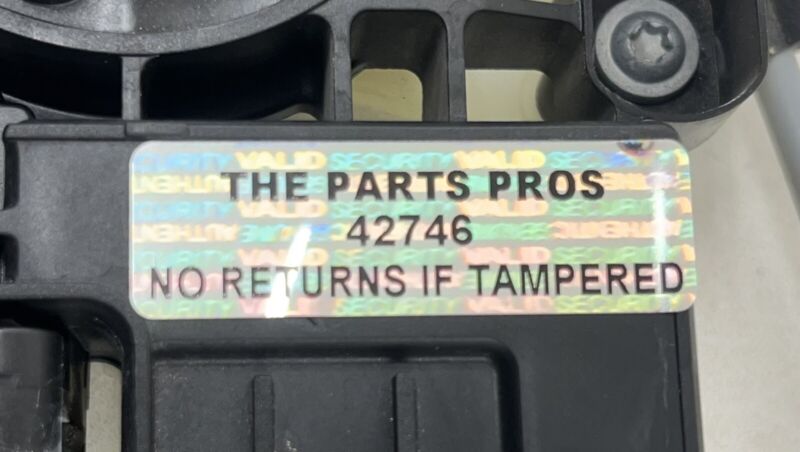 THE PARTS PROS
42746
NO RETURNS IF TAMPERED